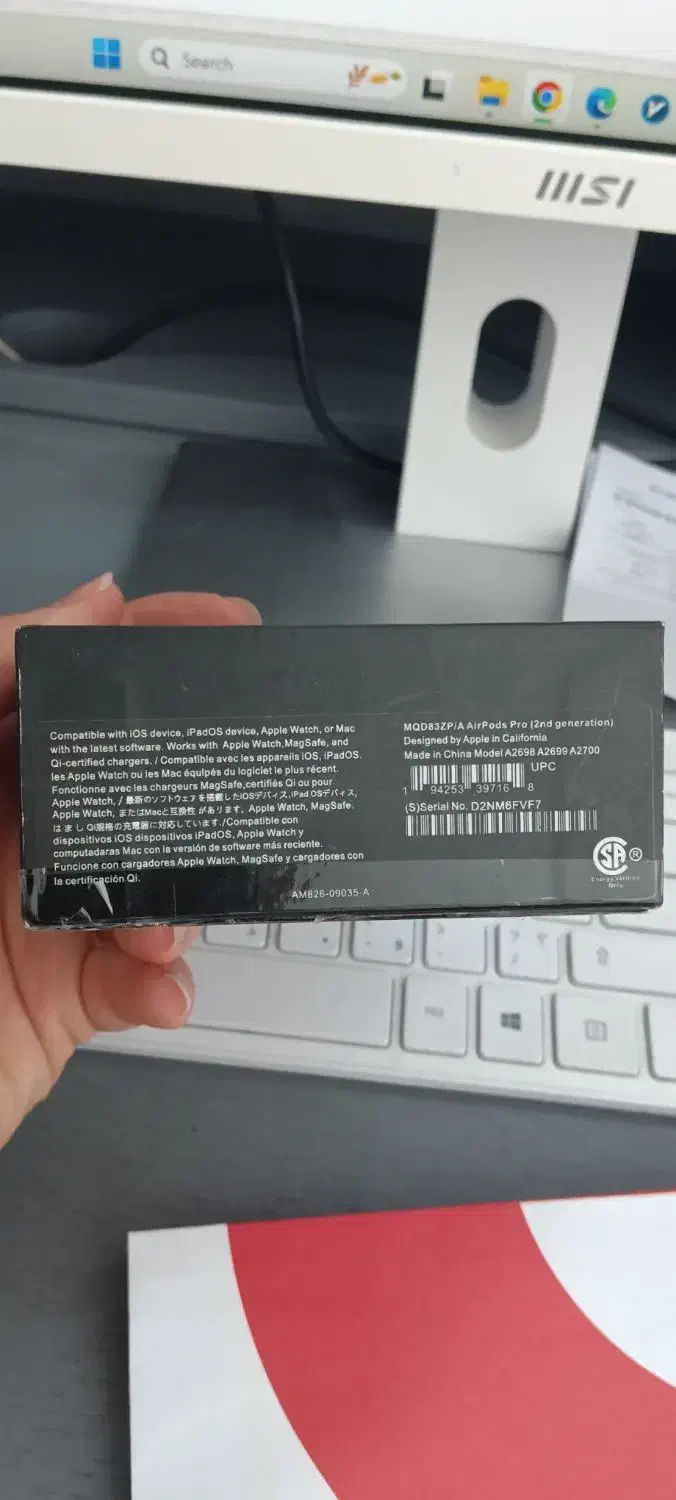 Search
MSI
Compatible with iOS device, iPadOS device, Apple Watch, or Mac
with the latest software. Works with Apple Watch,MagSafe, and
Qi-certified chargers. / Compatible avec les appareils iOS, iPadOS.
les Apple Watch ou les Mac équipés du logiciel le plus récent.
Fonctionne avec les chargeurs MagSafe,certifiés Qi ou pour
Apple Watch, / 最新のソフトウェアを搭載したiOSデバイス,iPad OSデバイス,
Apple Watch, またはMacと互換性 があります. Apple Watch, MagSafe.
は ま し Qi規格の充電器に対応しています./Compatible con
dispositivos iOS dispositivos iPadOS, Apple Watch y
computadaras Mac con la versión de software más reciente.
Funcione con cargadores Apple Watch, MagSafe y cargardos con
la certificación Qi.
MQD83ZP/A AirPods Pro (2nd generation)
Designed by Apple in California
Made in China Model A2698 A2699 A2700
UPC
1 94253 39716 8
(S)Serial No. D2NM6FVF7
SA ®
Energy Verified
Only
AM826-09035-A